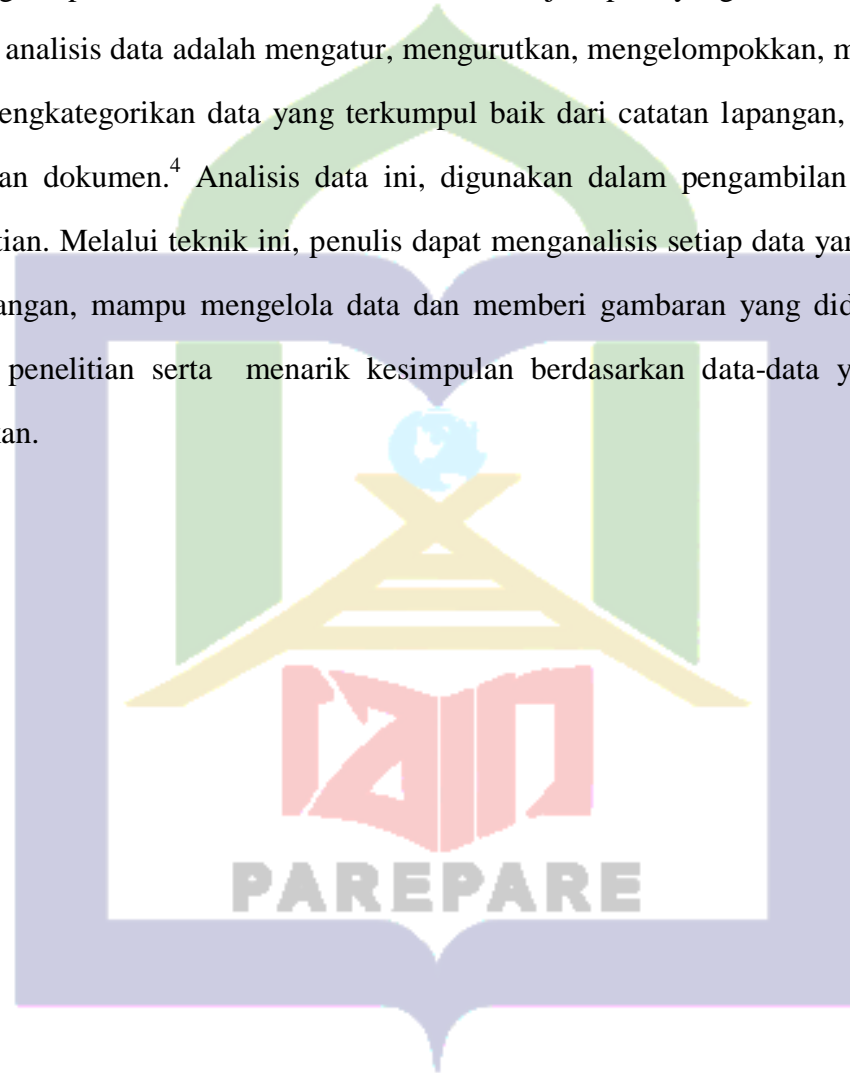 analisis data adalah mengatur, mengurutkan, mengelompokkan,
engkategorikan data yang terkumpul baik dari catatan lapangan,
an dokumen.4 Analisis data ini, digunakan dalam pengambilan
tian. Melalui teknik ini, penulis dapat menganalisis setiap data yan
angan, mampu mengelola data dan memberi gambaran yang did
penelitian serta menarik kesimpulan berdasarkan data-data y
kan.
PAREPARE